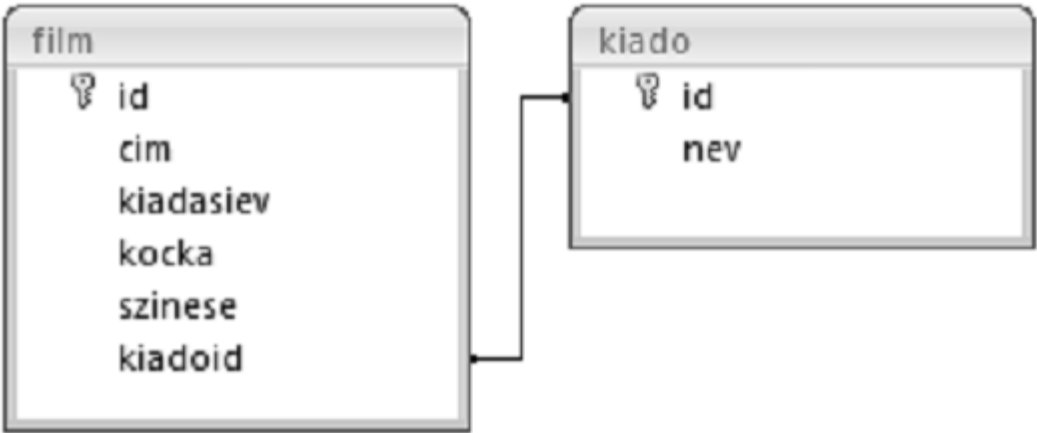 film
id
cim
kiadasiev
kocka
szinese
kiadoid
kiado
id
nev